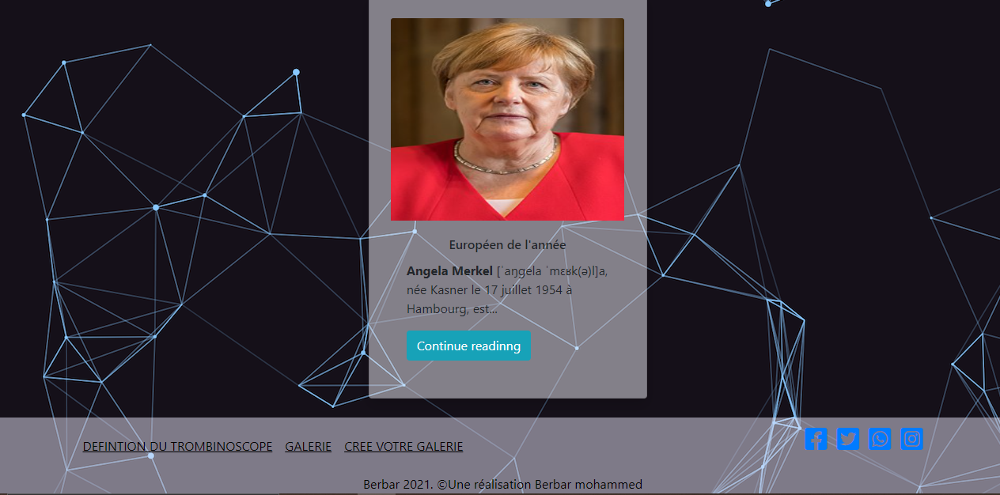 Européen de l'année
Angela Merkel [ˈaŋgela ˈmɛʁk(ə)l]a,
née Kasner le 17 juillet 1954 à
Hambourg, est...
Continue readinng
DEFINTION DU TROMBINOSCOPE GALERIE CREE VOTRE GALERIE
Berbar 2021. ©Une réalisation Berbar mohammed